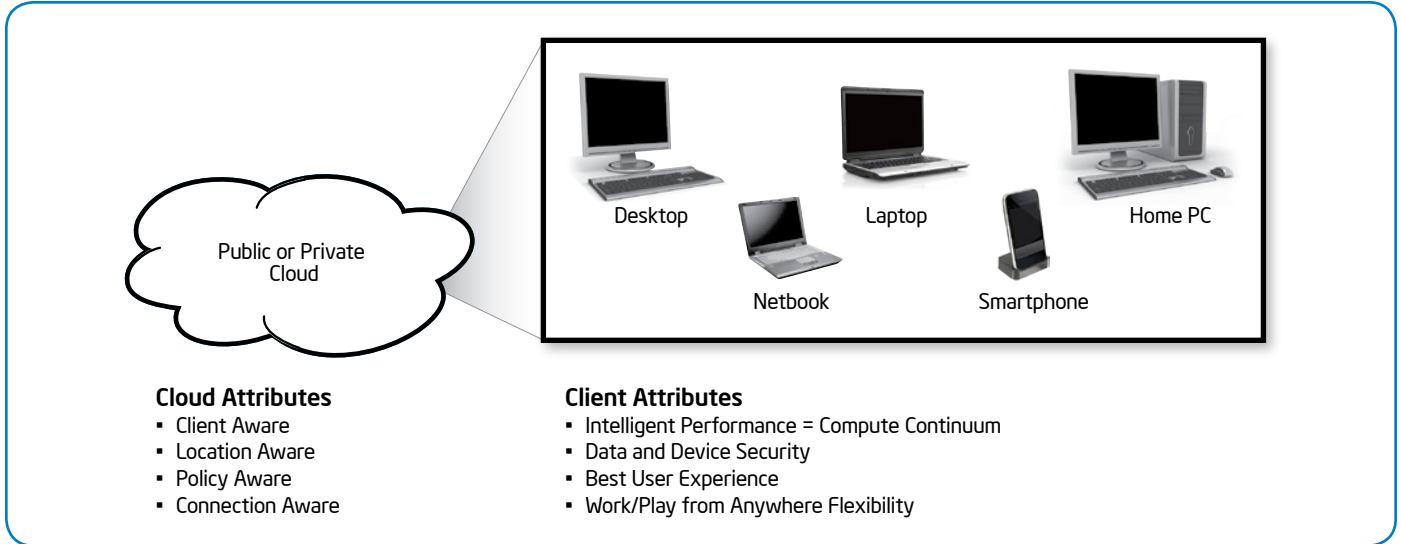 Desktop
Laptop
Home PC
Netbook
Smartphone
Public or Private
Cloud
Cloud Attributes
▪ Client Aware
▪ Location Aware
▪ Policy Aware
▪ Connection Aware
Client Attributes
▪ Intelligent Performance = Compute Continuum
▪ Data and Device Security
▪ Best User Experience
▪ Work/Play from Anywhere Flexibility